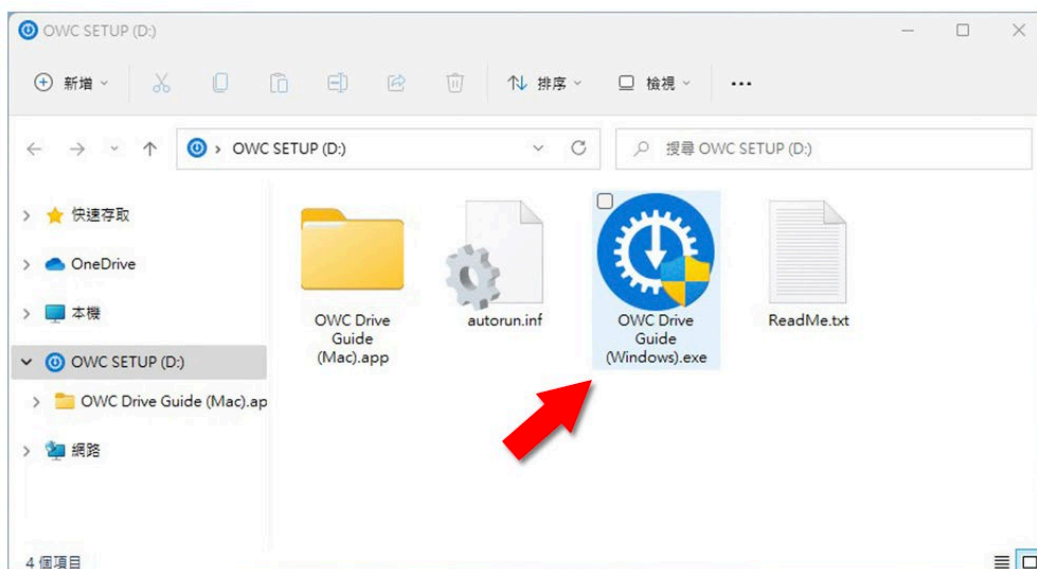 OWC SETUP (D:)
新增
排序
檢視
OWC SETUP (D:)
搜尋 OWC SETUP (D:)
快速存取
OneDrive
本機
OWC SETUP (D:)
OWC Drive Guide (Mac).ap
網路
OWC Drive
Guide
(Mac).app
autorun.inf
OWC Drive
Guide
(Windows).exe
ReadMe.txt
4 個項目